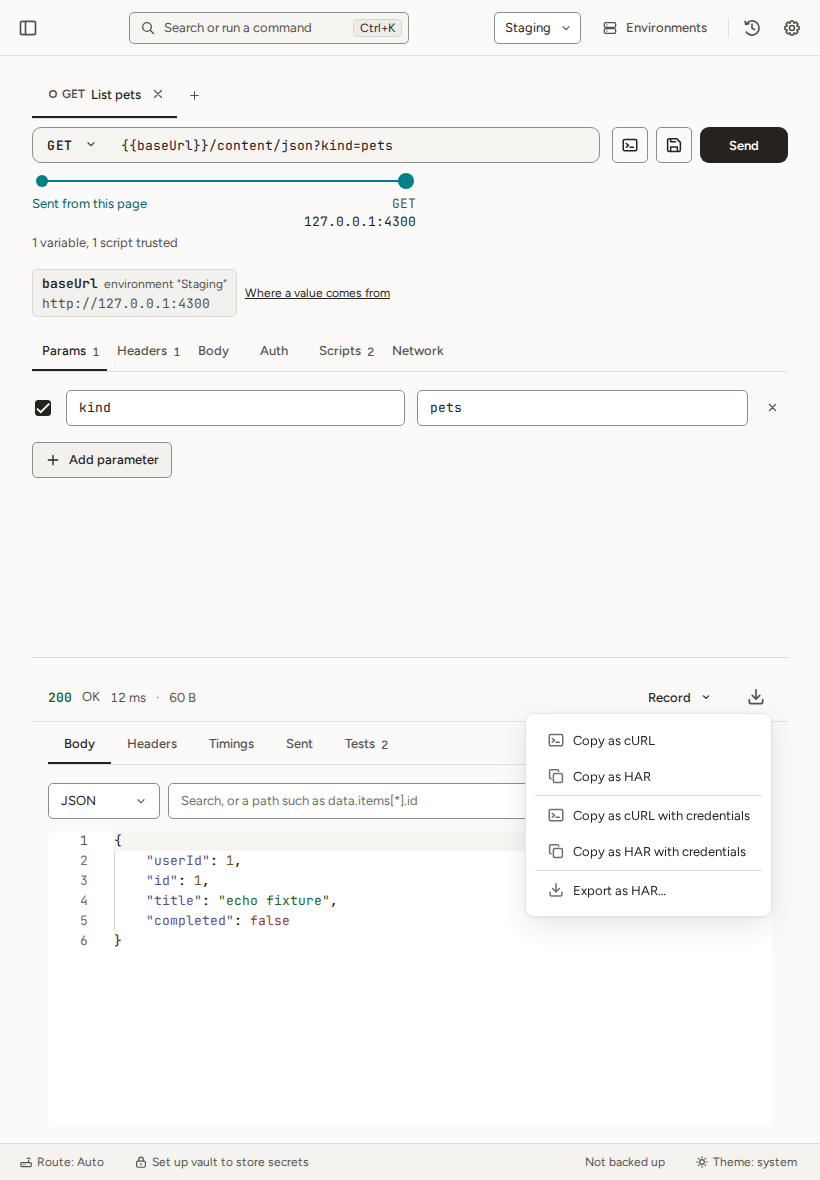 Search or run a command Ctrl+K Staging Environments
GET List pets
GET {{baseUrl}}/content/json?kind=pets Send
Sent from this page GET
127.0.0.1:4300
1 variable, 1 script trusted
baseUrl environment "Staging"
http://127.0.0.1:4300
Where a value comes from
Params 1 Headers 1 Body Auth Scripts 2 Network
kind pets
Add parameter
200 OK 12 ms · 60 B Record
Body Headers Timings Sent Tests 2
JSON Search, or a path such as data.items[*].id
1 {
2 "userId": 1,
3 "id": 1,
4 "title": "echo fixture",
5 "completed": false
6 }
Copy as cURL
Copy as HAR
Copy as cURL with credentials
Copy as HAR with credentials
Export as HAR...
Route: Auto Set up vault to store secrets Not backed up Theme: system